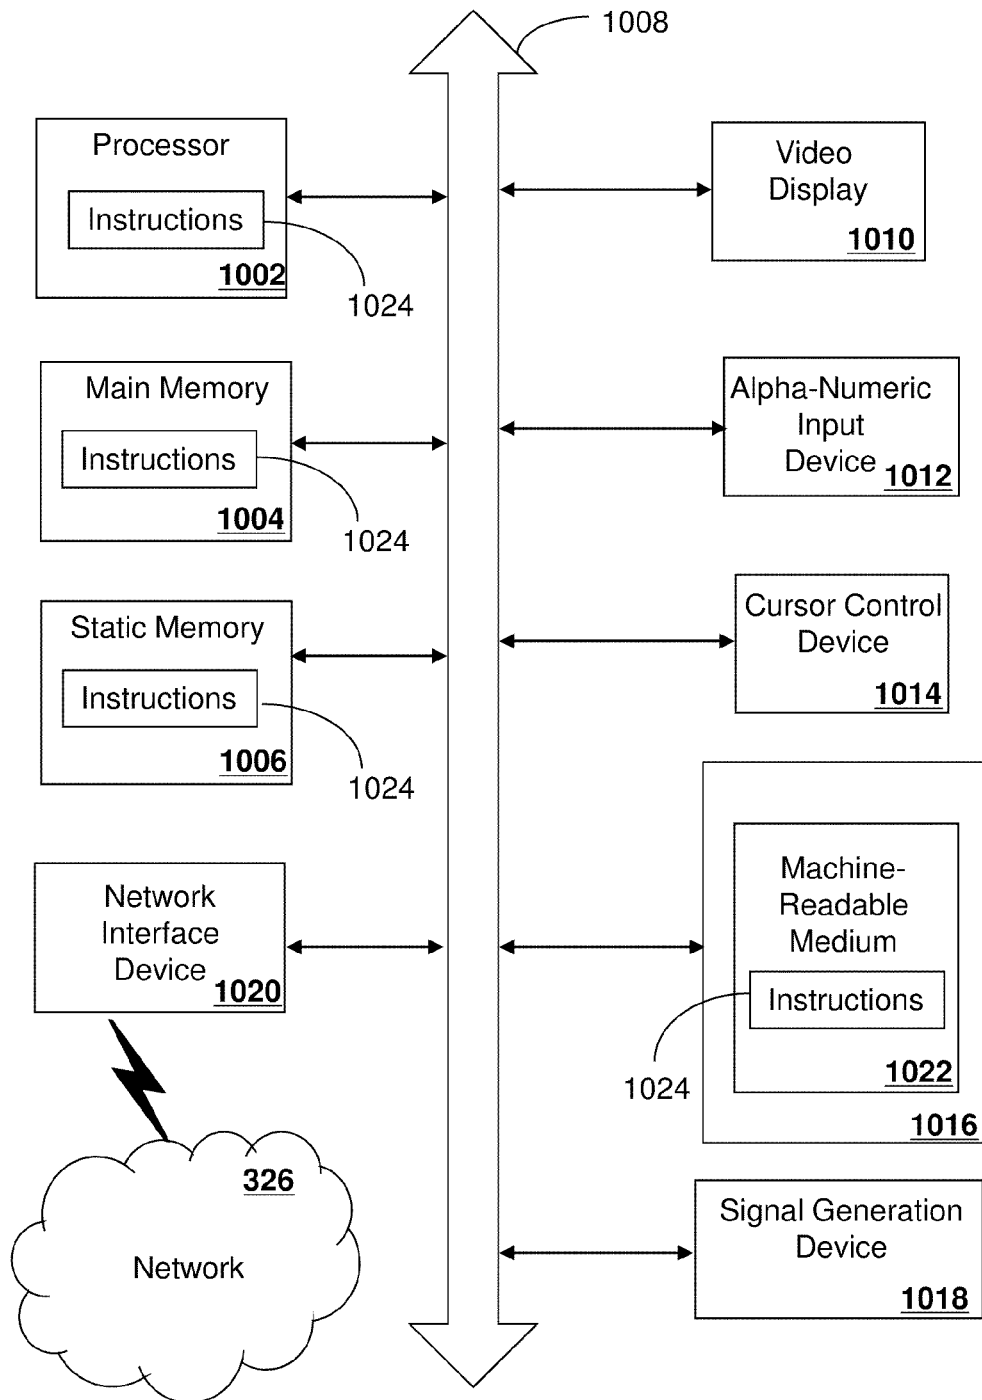 1008
Processor
Instructions
1002
1024
Main Memory
Instructions
1004
1024
Static Memory
Instructions
1006
1024
Network
Interface
Device
1020
326
Network
Video
Display
1010
Alpha-Numeric
Input
Device
1012
Cursor Control
Device
1014
Machine-
Readable
Medium
Instructions
1024
1022
1016
Signal Generation
Device
1018